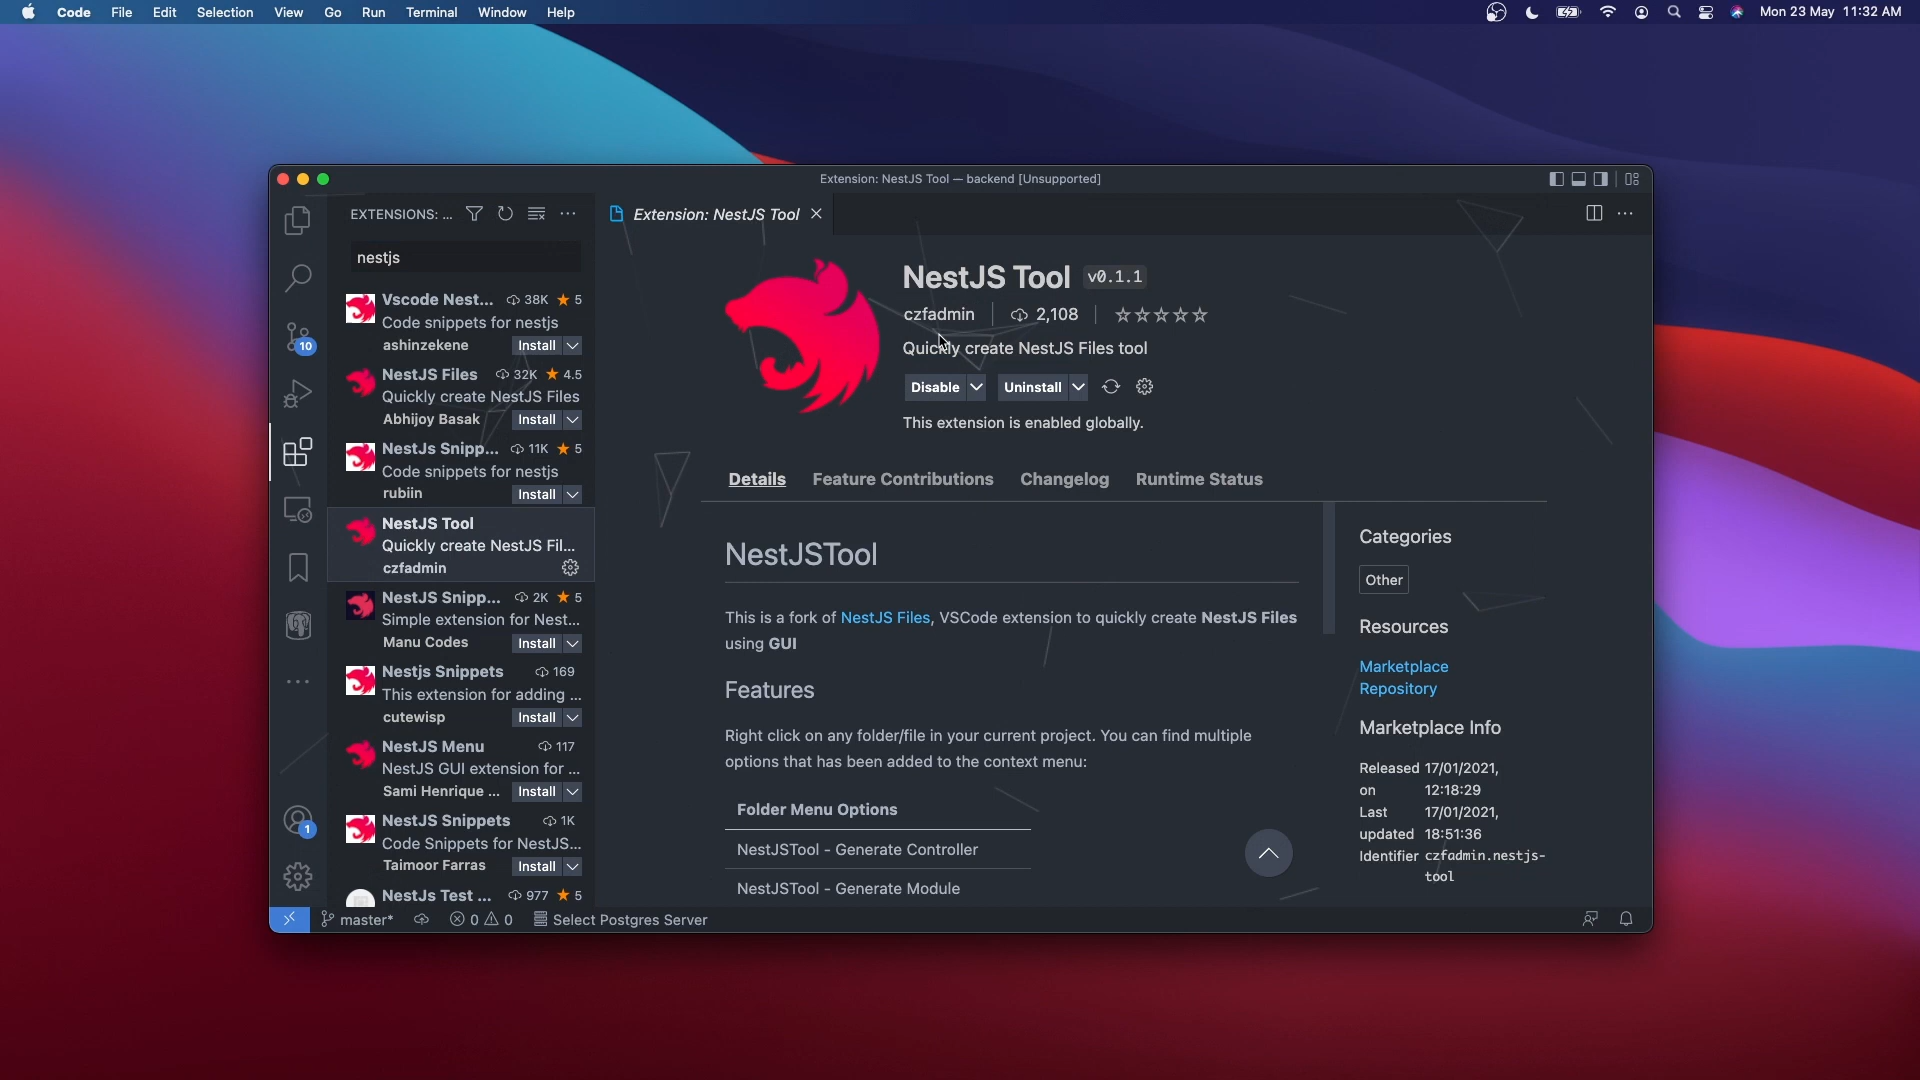 Code File Edit Selection View Go Run Terminal Window Help
Mon 23 May 11:32 AM
Extension: NestJS Tool — backend [Unsupported]
EXTENSIONS: ...
Extension: NestJS Tool
nestjs
Vscode Nest... 38K 5
Code snippets for nestjs
ashinzekene Install
NestJS Files 32K 4.5
Quickly create NestJS Files
Abhijoy Basak Install
NestJs Snipp... 11K 5
Code snippets for nestjs
rubiin Install
NestJS Tool
Quickly create NestJS Fil...
czfadmin
NestJS Snipp... 2K 5
Simple extension for Nest...
Manu Codes Install
Nestjs Snippets 169
This extension for adding ...
cutewisp Install
NestJS Menu 117
NestJS GUI extension for ...
Sami Henrique ... Install
NestJS Snippets 1K
Code Snippets for NestJS...
Taimoor Farras Install
NestJs Test ... 977 5
10
1
NestJS Tool v0.1.1
czfadmin 2,108
Quickly create NestJS Files tool
Disable Uninstall
This extension is enabled globally.
Details Feature Contributions Changelog Runtime Status
NestJSTool
This is a fork of NestJS Files, VSCode extension to quickly create NestJS Files
using GUI
Features
Right click on any folder/file in your current project. You can find multiple
options that has been added to the context menu:
Folder Menu Options
NestJSTool - Generate Controller
NestJSTool - Generate Module
Categories
Other
Resources
Marketplace
Repository
Marketplace Info
Released 17/01/2021,
on 12:18:29
Last 17/01/2021,
updated 18:51:36
Identifier czfadmin.nestjs-
tool
master* 0 0 Select Postgres Server